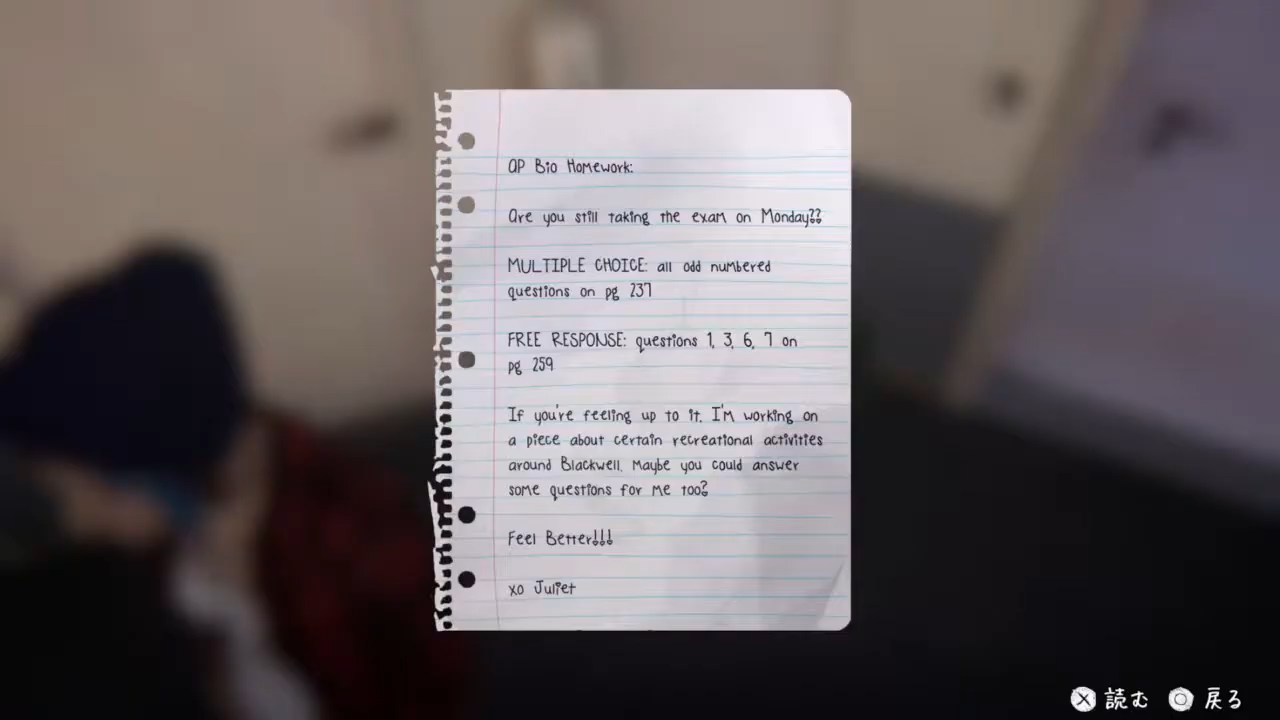 AP Bio Homework:
Are you still taking the exam on Monday??
MULTIPLE CHOICE: all odd numbered
questions on pg 237
FREE RESPONSE: questions 1, 3, 6, 7 on
pg 259
If you're feeling up to it, I'm working on
a piece about certain recreational activities
around Blackwell. Maybe you could answer
some questions for me too?
Feel Better!!!
xo Juliet
読む 戻る